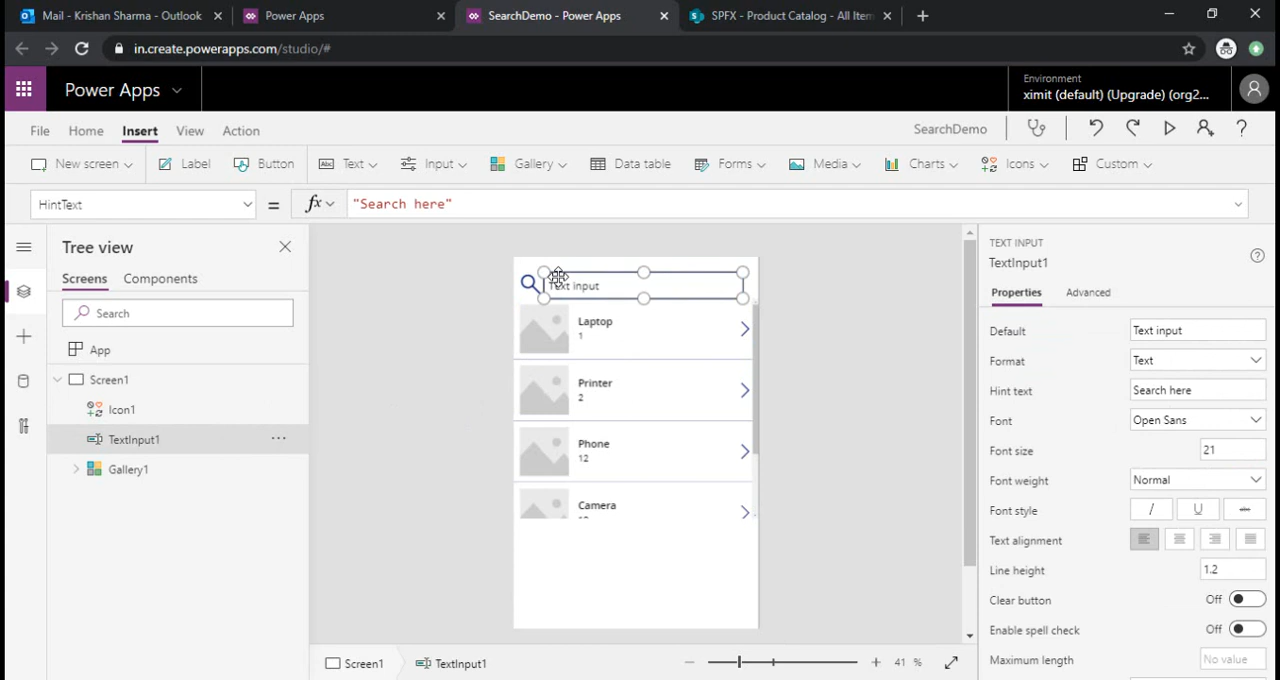 Mail - Krishan Sharma - Outlook
Power Apps
SearchDemo - Power Apps
SPFX - Product Catalog - All Item
in.create.powerapps.com/studio/#
Power Apps
Environment
ximit (default) (Upgrade) (org2...
File
Home
Insert
View
Action
SearchDemo
New screen
Label
Button
Text
Input
Gallery
Data table
Forms
Media
Charts
Icons
Custom
HintText
=
fx
"Search here"
Tree view
Screens
Components
Search
App
Screen1
Icon1
TextInput1
...
Gallery1
Text input
Laptop
1
Printer
2
Phone
12
Camera
Screen1
TextInput1
41 %
TEXT INPUT
TextInput1
Properties
Advanced
Default
Text input
Format
Text
Hint text
Search here
Font
Open Sans
Font size
21
Font weight
Normal
Font style
Text alignment
Line height
1.2
Clear button
Off
Enable spell check
Off
Maximum length
No value